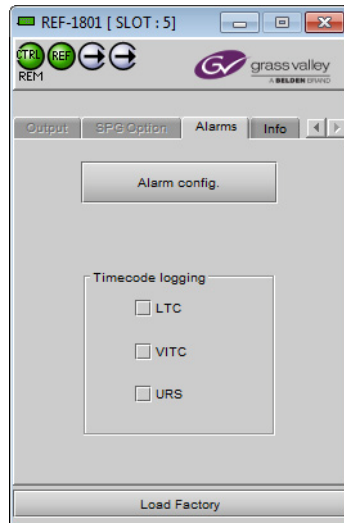 REF-1801 [ SLOT : 5]
CTRL REF
REM
GV grass valley
A BELDEN BRAND
Output SPG Option Alarms Info
Alarm config.
Timecode logging
LTC
VITC
URS
Load Factory